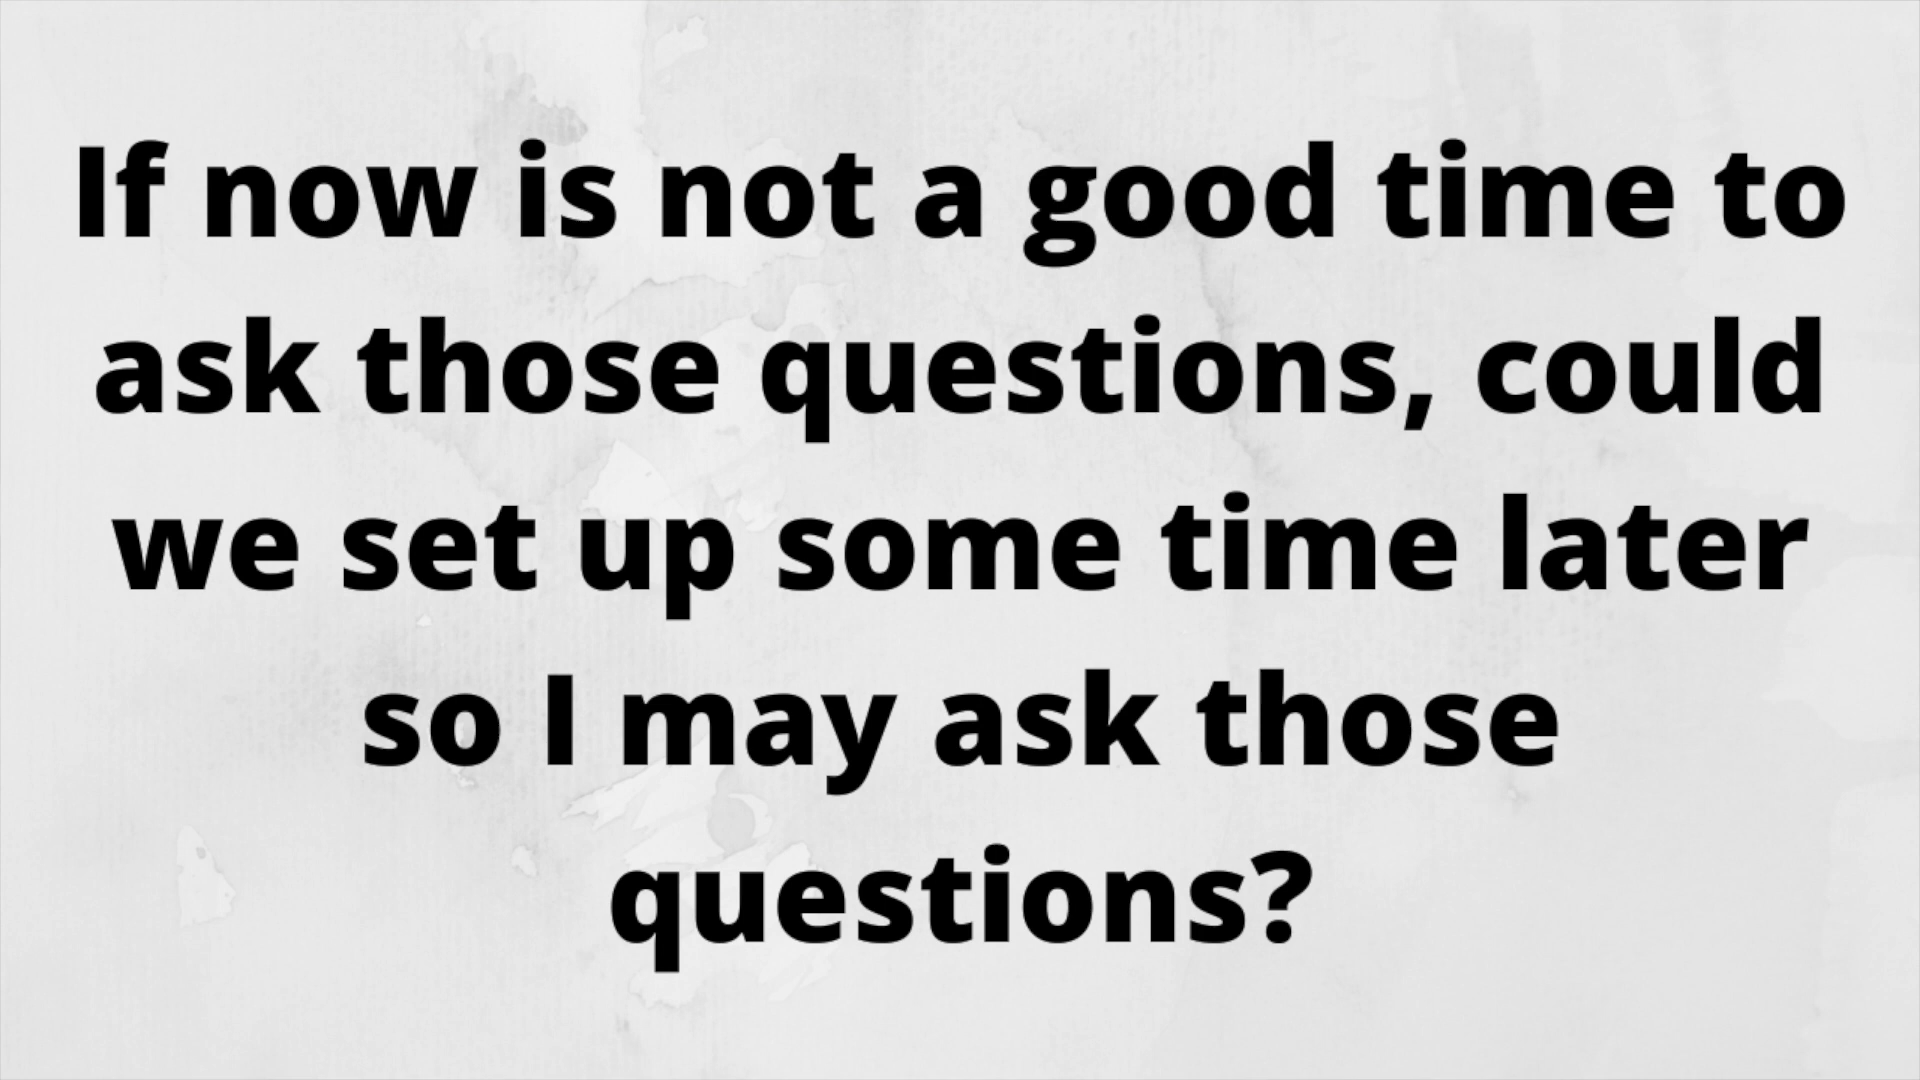 If now is not a good time to
ask those questions, could
we set up some time later
so I may ask those
questions?